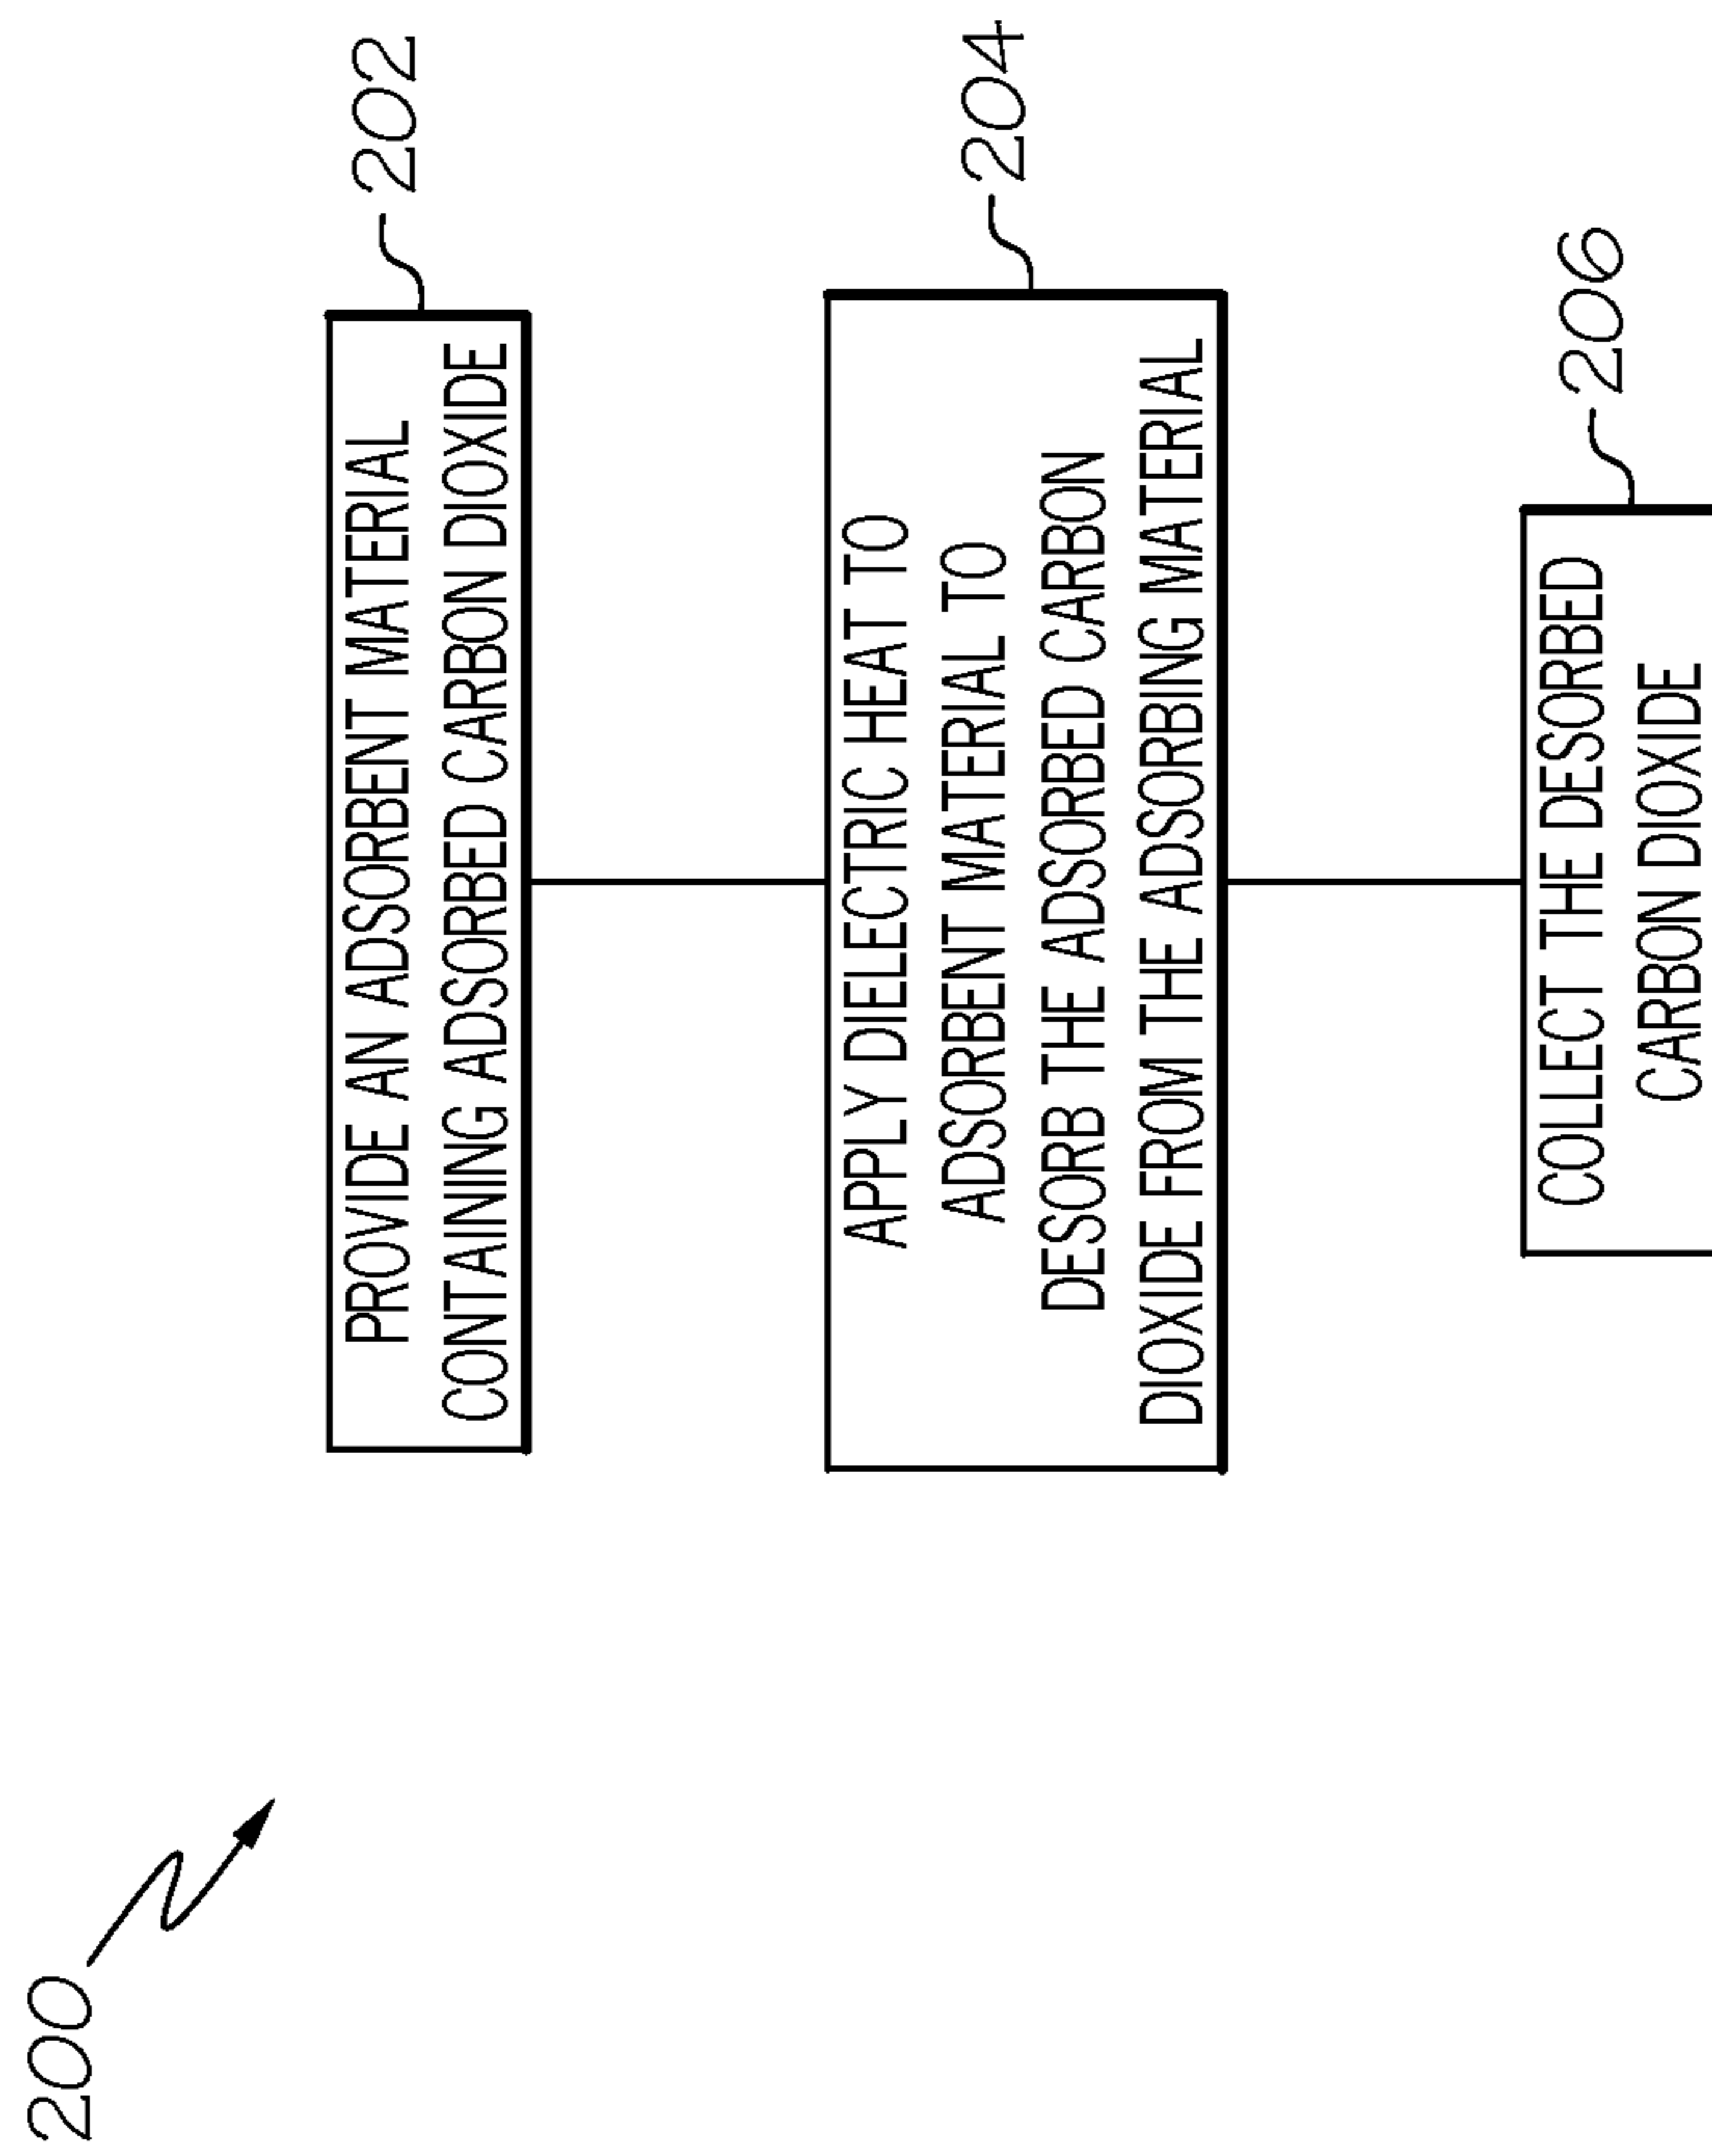 200
PROVIDE AN ADSORBENT MATERIAL
CONTAINING ADSORBED CARBON DIOXIDE
202
APPLY DIELECTRIC HEAT TO
ADSORBENT MATERIAL TO
DESORB THE ADSORBED CARBON
DIOXIDE FROM THE ADSORBING MATERIAL
204
COLLECT THE DESORBED
CARBON DIOXIDE
206